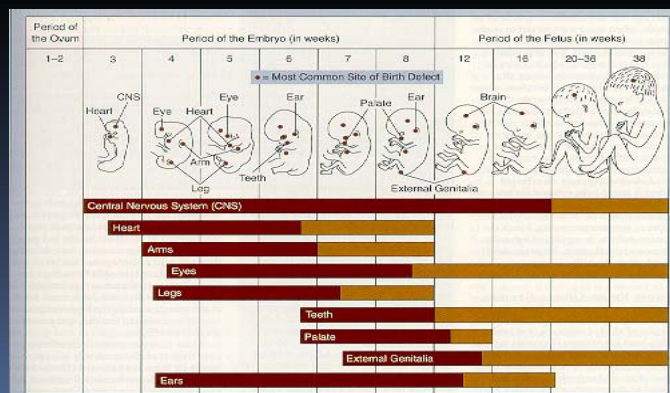 Period of
the Ovum
Period of the Embryo (in weeks)
Period of the Fetus (in weeks)
1–2
3
4
5
6
7
8
12
16
20–36
38
• = Most Common Site of Birth Defect
CNS
Heart
Eye
Heart
Eye
Ear
Palate
Ear
Brain
Arm
Leg
Teeth
External Genitalia
Central Nervous System (CNS)
Heart
Arms
Eyes
Legs
Teeth
Palate
External Genitalia
Ears